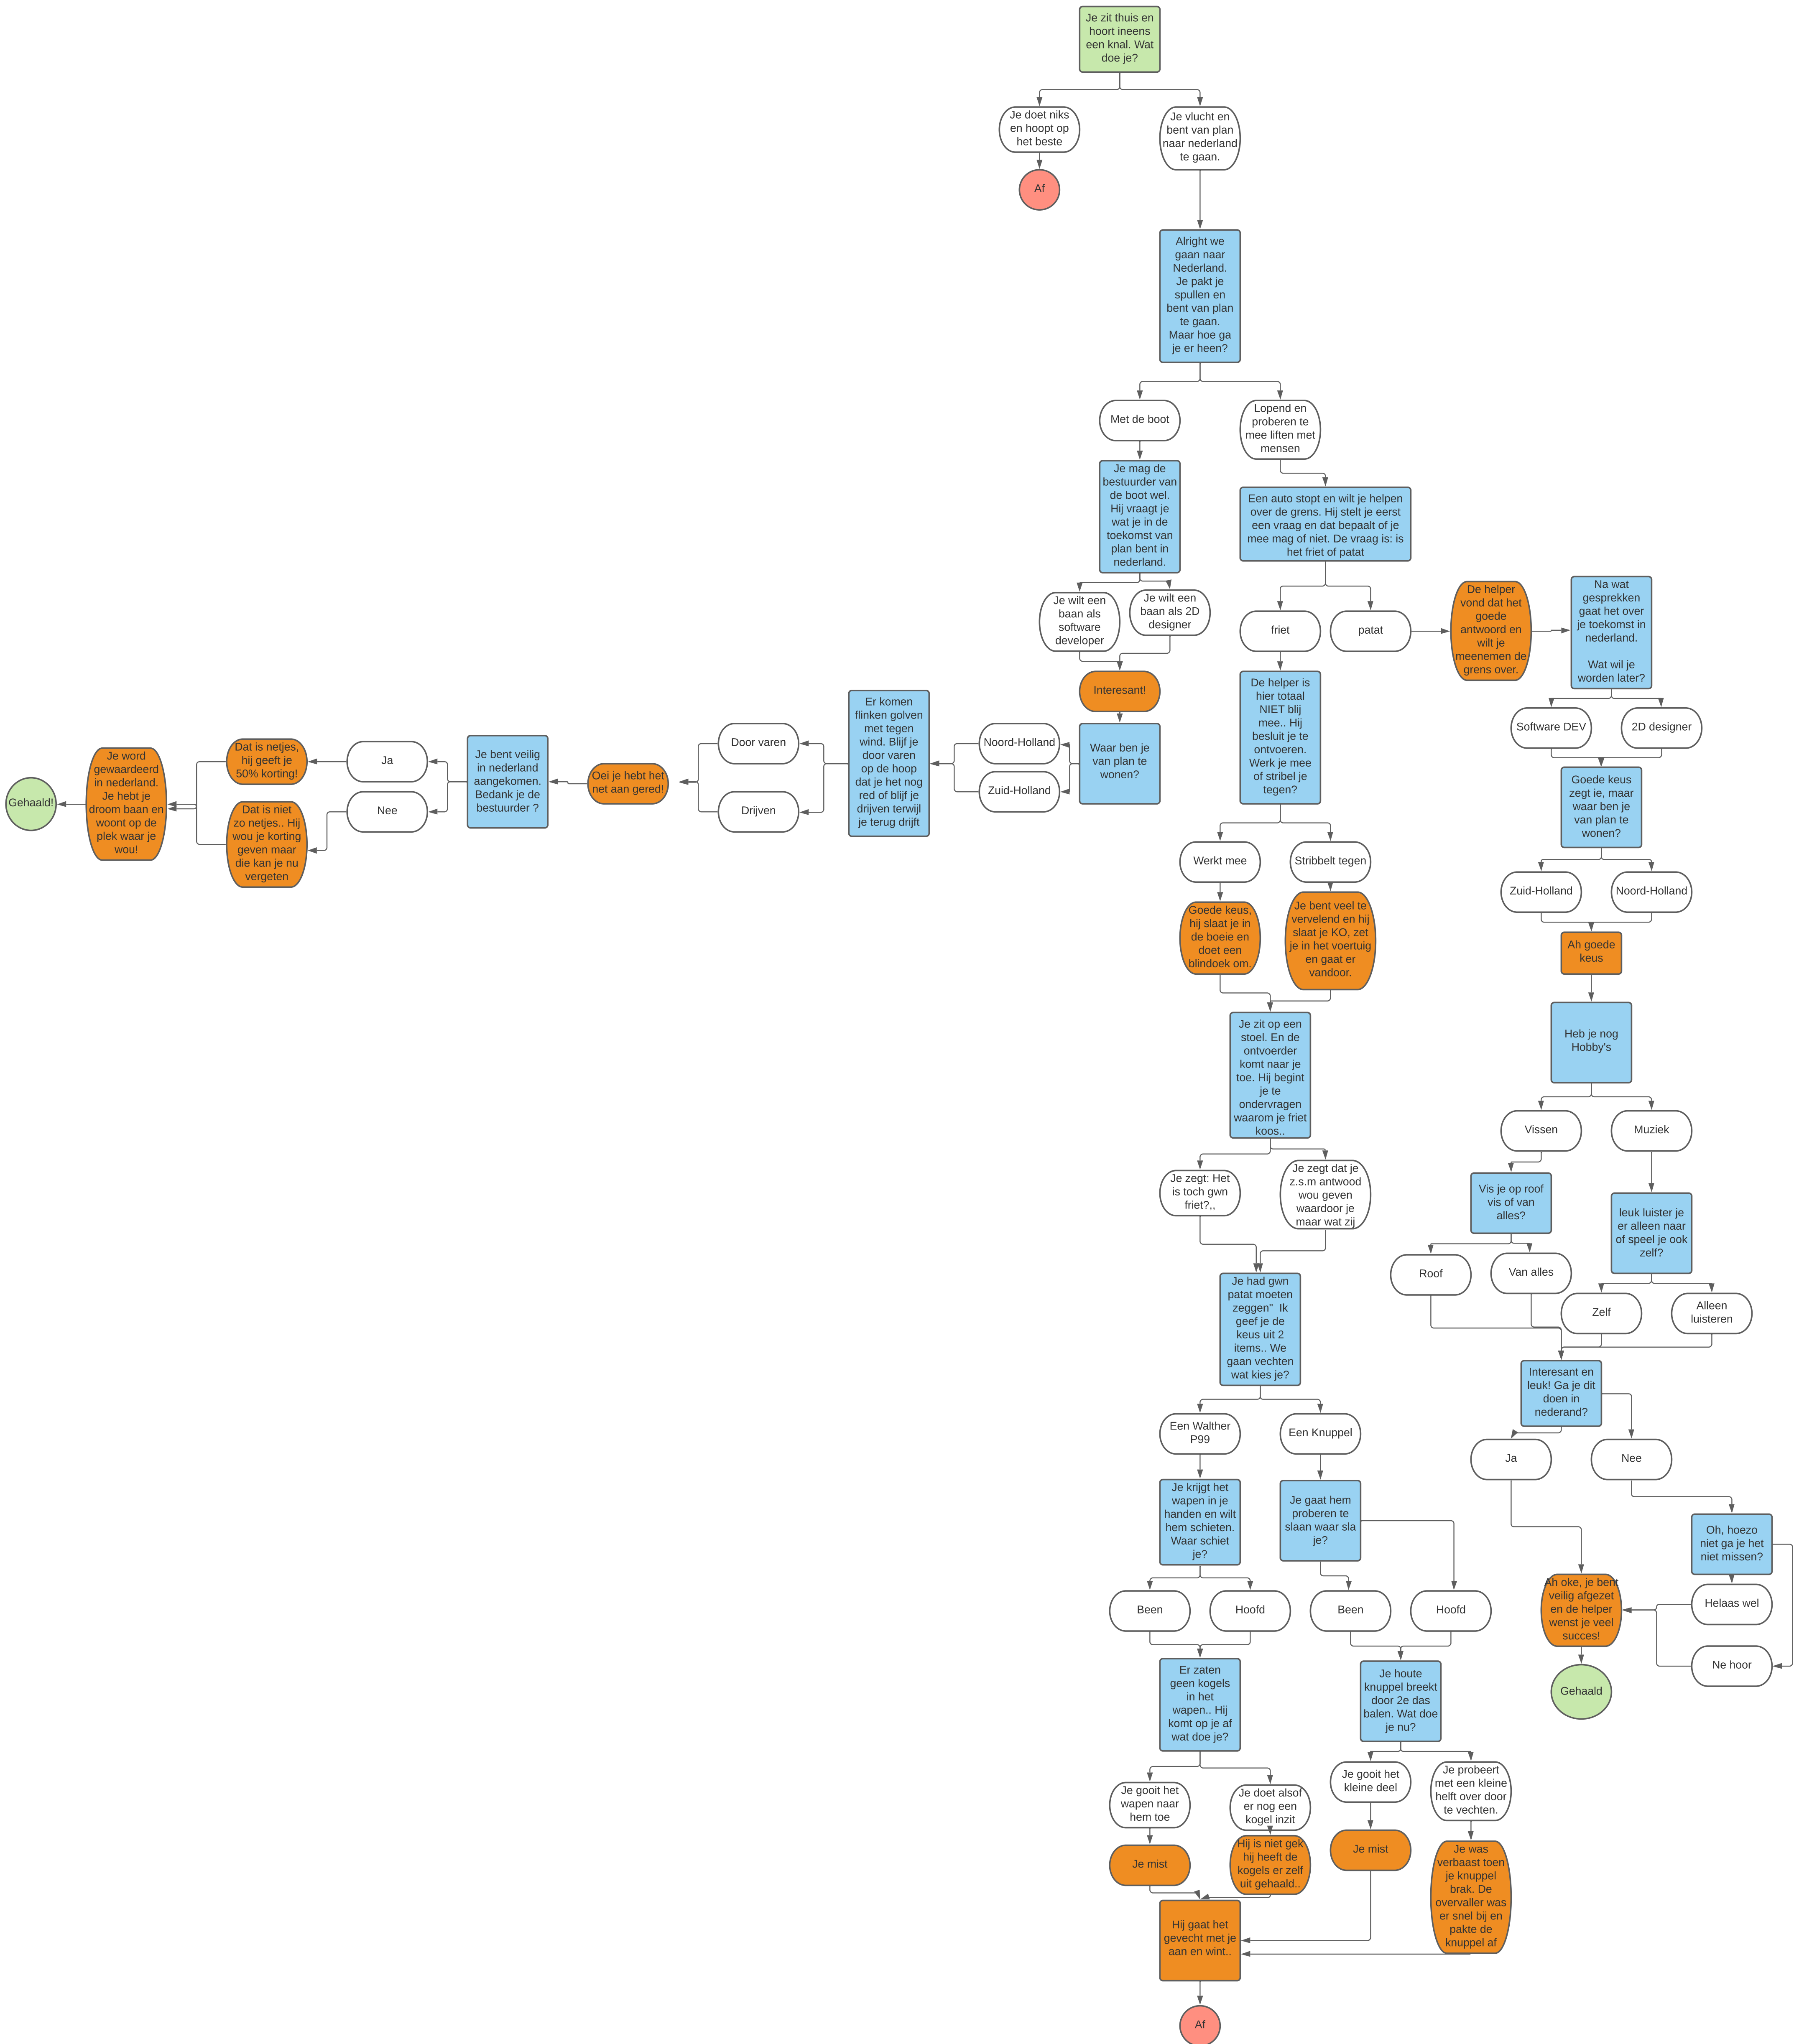 Je zit thuis en
hoort ineens
een knal. Wat
doe je?
Je doet niks
en hoopt op
het beste
Je vlucht en
bent van plan
naar nederland
te gaan.
Af
Alright we
gaan naar
Nederland.
Je pakt je
spullen en
bent van plan
te gaan.
Maar hoe ga
je er heen?
Met de boot
Lopend en
proberen te
mee liften met
mensen
Je mag de
bestuurder van
de boot wel.
Hij vraagt je
wat je in de
toekomst van
plan bent in
nederland.
Een auto stopt en wilt je helpen
over de grens. Hij stelt je eerst
een vraag en dat bepaalt of je
mee mag of niet. De vraag is: is
het friet of patat
Je wilt een
baan als
software
developer
Je wilt een
baan als 2D
designer
Interesant!
Waar ben je
van plan te
wonen?
Noord-Holland
Zuid-Holland
Er komen
flinken golven
met tegen
wind. Blijf je
door varen
op de hoop
dat je het nog
red of blijf je
drijven terwijl
je terug drijft
Door varen
Drijven
Oei je hebt het
net aan gered!
Je bent veilig
in nederland
aangekomen.
Bedank je de
bestuurder ?
Ja
Nee
Dat is netjes,
hij geeft je
50% korting!
Dat is niet
zo netjes.. Hij
wou je korting
geven maar
die kan je nu
vergeten
Je word
gewaardeerd
in nederland.
Je hebt je
droom baan en
woont op de
plek waar je
wou!
Gehaald!
friet
patat
De helper
vond dat het
goede
antwoord en
wilt je
meenemen de
grens over.
Na wat
gesprekken
gaat het over
je toekomst in
nederland.
Wat wil je
worden later?
Software DEV
2D designer
Goede keus
zegt ie, maar
waar ben je
van plan te
wonen?
Zuid-Holland
Noord-Holland
Ah goede
keus
Heb je nog
Hobby's
Vissen
Muziek
Vis je op roof
vis of van
alles?
leuk luister je
er alleen naar
of speel je ook
zelf?
Roof
Van alles
Zelf
Alleen
luisteren
Interesant en
leuk! Ga je dit
doen in
nederand?
Ja
Nee
Oh, hoezo
niet ga je het
niet missen?
Helaas wel
Ne hoor
Ah oke, je bent
veilig afgezet
en de helper
wenst je veel
succes!
Gehaald
De helper is
hier totaal
NIET blij
mee.. Hij
besluit je te
ontvoeren.
Werk je mee
of stribel je
tegen?
Werkt mee
Stribbelt tegen
Goede keus,
hij slaat je in
de boeie en
doet een
blindoek om.
Je bent veel te
vervelend en hij
slaat je KO, zet
je in het voertuig
en gaat er
vandoor.
Je zit op een
stoel. En de
ontvoerder
komt naar je
toe. Hij begint
je te
ondervragen
waarom je friet
koos..
Je zegt: Het
is toch gwn
friet?,,
Je zegt dat je
z.s.m antwood
wou geven
waardoor je
maar wat zij
Je had gwn
patat moeten
zeggen" Ik
geef je de
keus uit 2
items.. We
gaan vechten
wat kies je?
Een Walther
P99
Een Knuppel
Je krijgt het
wapen in je
handen en wilt
hem schieten.
Waar schiet
je?
Je gaat hem
proberen te
slaan waar sla
je?
Been
Hoofd
Been
Hoofd
Er zaten
geen kogels
in het
wapen.. Hij
komt op je af
wat doe je?
Je houte
knuppel breekt
door 2e das
balen. Wat doe
je nu?
Je gooit het
wapen naar
hem toe
Je doet alsof
er nog een
kogel inzit
Je gooit het
kleine deel
Je probeert
met een kleine
helft over door
te vechten.
Je mist
Hij is niet gek
hij heeft de
kogels er zelf
uit gehaald..
Je mist
Je was
verbaast toen
je knuppel
brak. De
overvaller was
er snel bij en
pakte de
knuppel af
Hij gaat het
gevecht met je
aan en wint..
Af